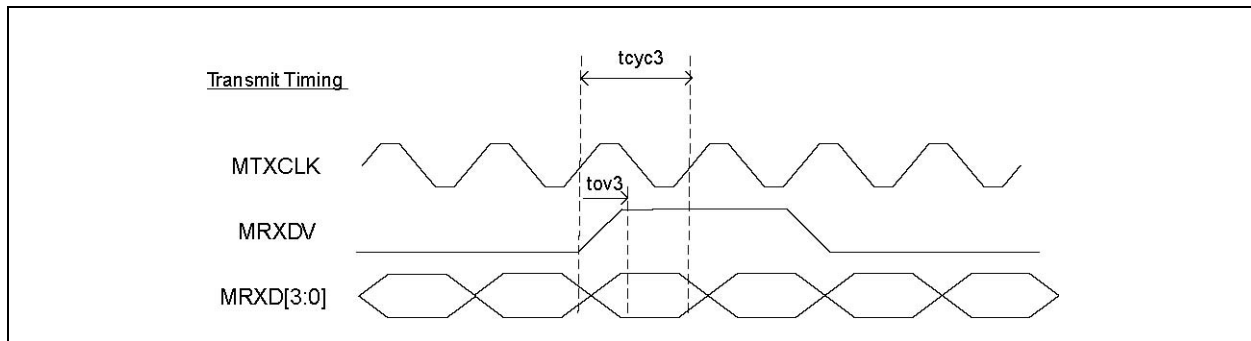 tcyc3
Transmit Timing
MTXCLK
tov3
MRXDV
MRXD[3:0]